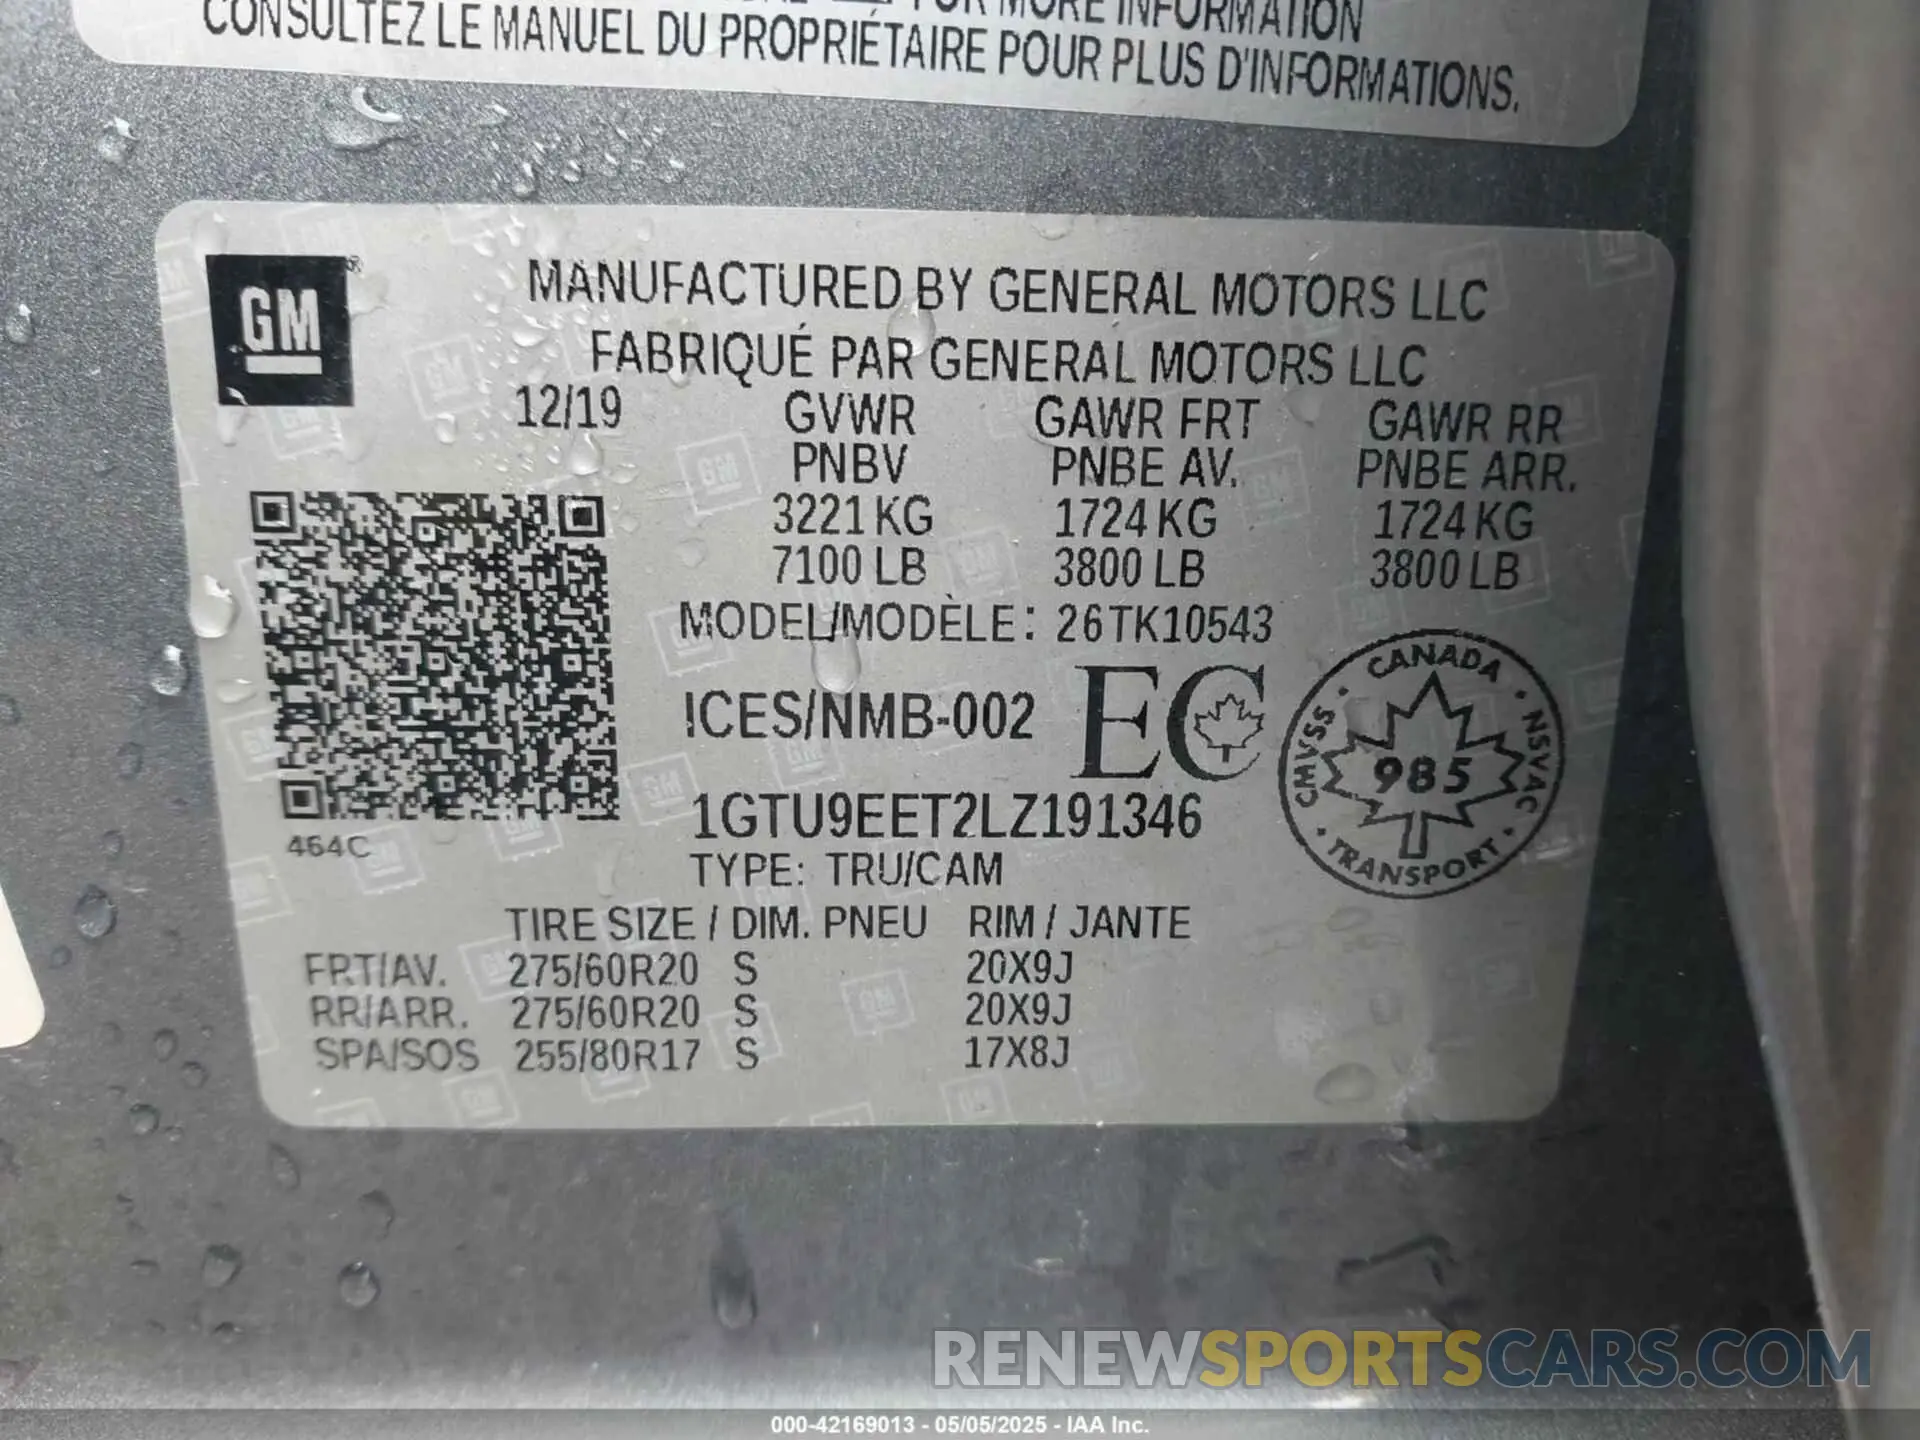 FOR MORE INFORMATION
CONSULTEZ LE MANUEL DU PROPRIÉTAIRE POUR PLUS D'INFORMATIONS.
GM®
MANUFACTURED BY GENERAL MOTORS LLC
FABRIQUÉ PAR GENERAL MOTORS LLC
12/19 GVWR GAWR FRT GAWR RR
PNBV PNBE AV. PNBE ARR.
3221 KG 1724 KG 1724 KG
7100 LB 3800 LB 3800 LB
MODEL/MODÈLE: 26TK10543
ICES/NMB-002 EC
CANADA
CMVSS 985 NSVAC
TRANSPORT
1GTU9EET2LZ191346
464C
TYPE: TRU/CAM
TIRE SIZE / DIM. PNEU RIM / JANTE
FRT/AV. 275/60R20 S 20X9J
RR/ARR. 275/60R20 S 20X9J
SPA/SOS 255/80R17 S 17X8J
RENEWSPORTSCARS.COM
000-42169013 - 05/05/2025 - IAA Inc.